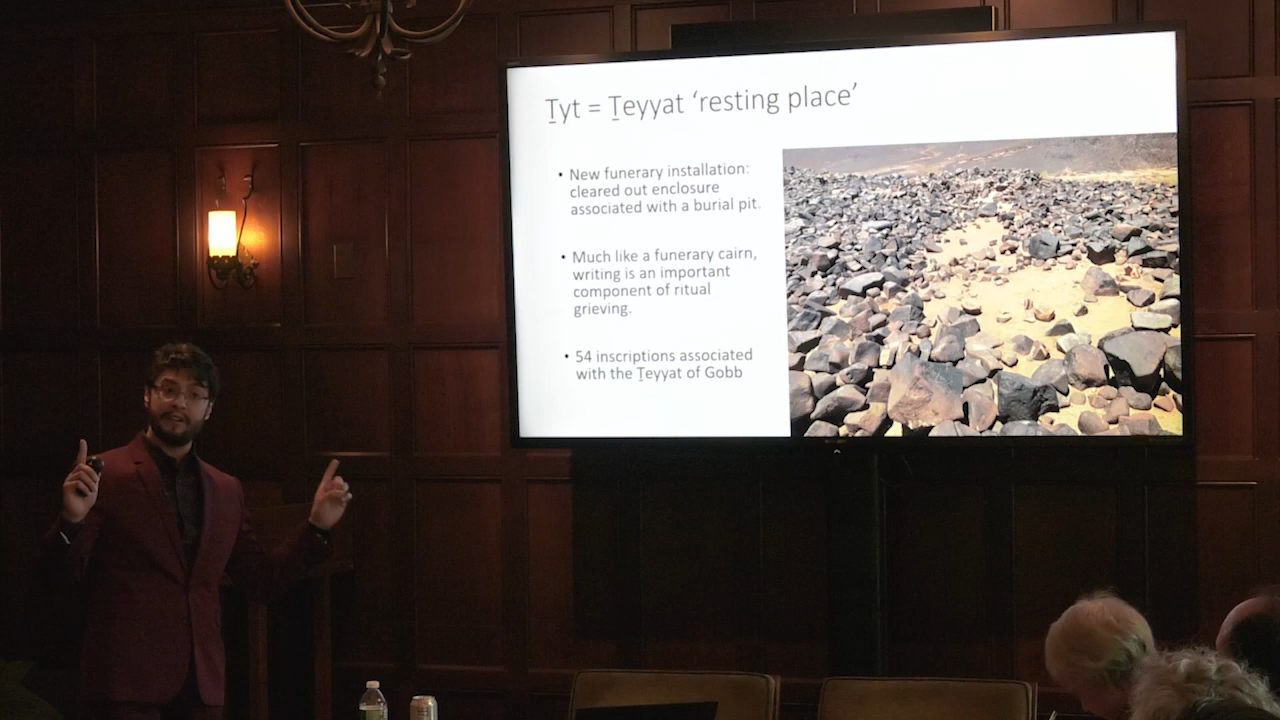 Ṯyt = Ṯeyyat ‘resting place’
• New funerary installation:
cleared out enclosure
associated with a burial pit.
• Much like a funerary cairn,
writing is an important
component of ritual
grieving.
• 54 inscriptions associated
with the Ṯeyyat of Gobb